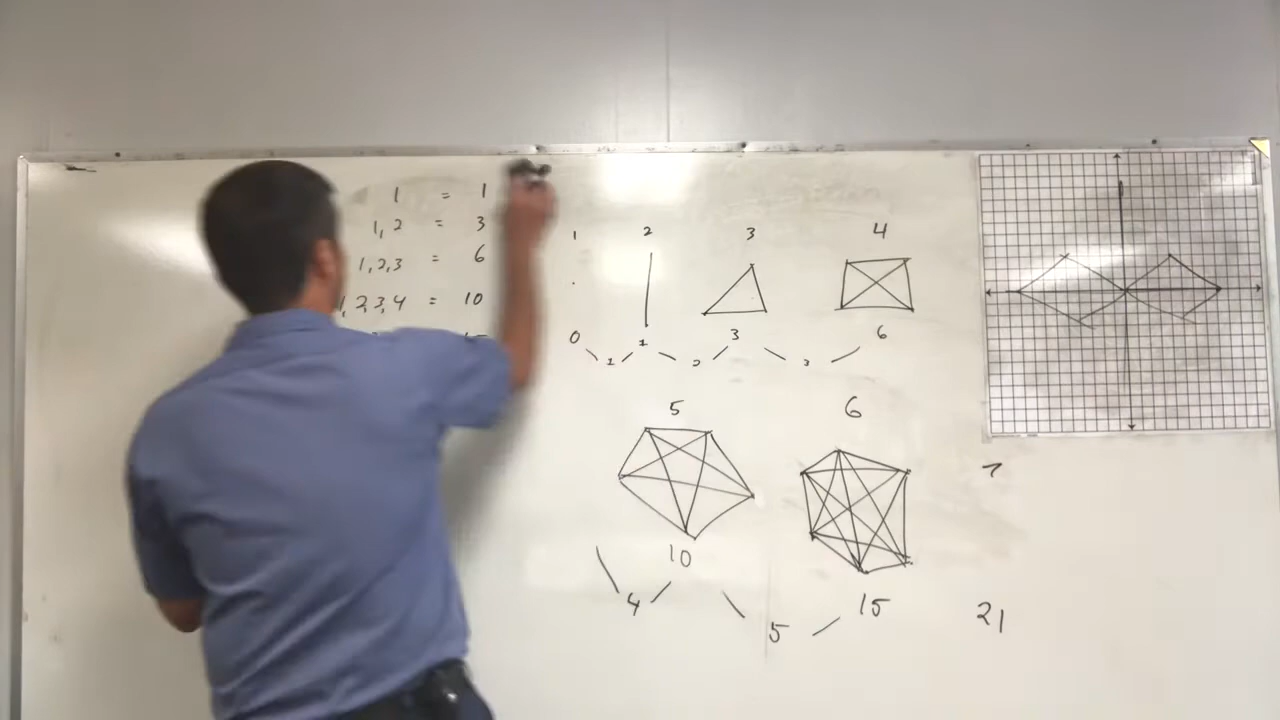 1 = 1
1,2 = 3
1,2,3 = 6
1,2,3,4 = 10
1 2 3 4
0 1 3 6
1 2 3
5 6 7
10 15 21
4 5